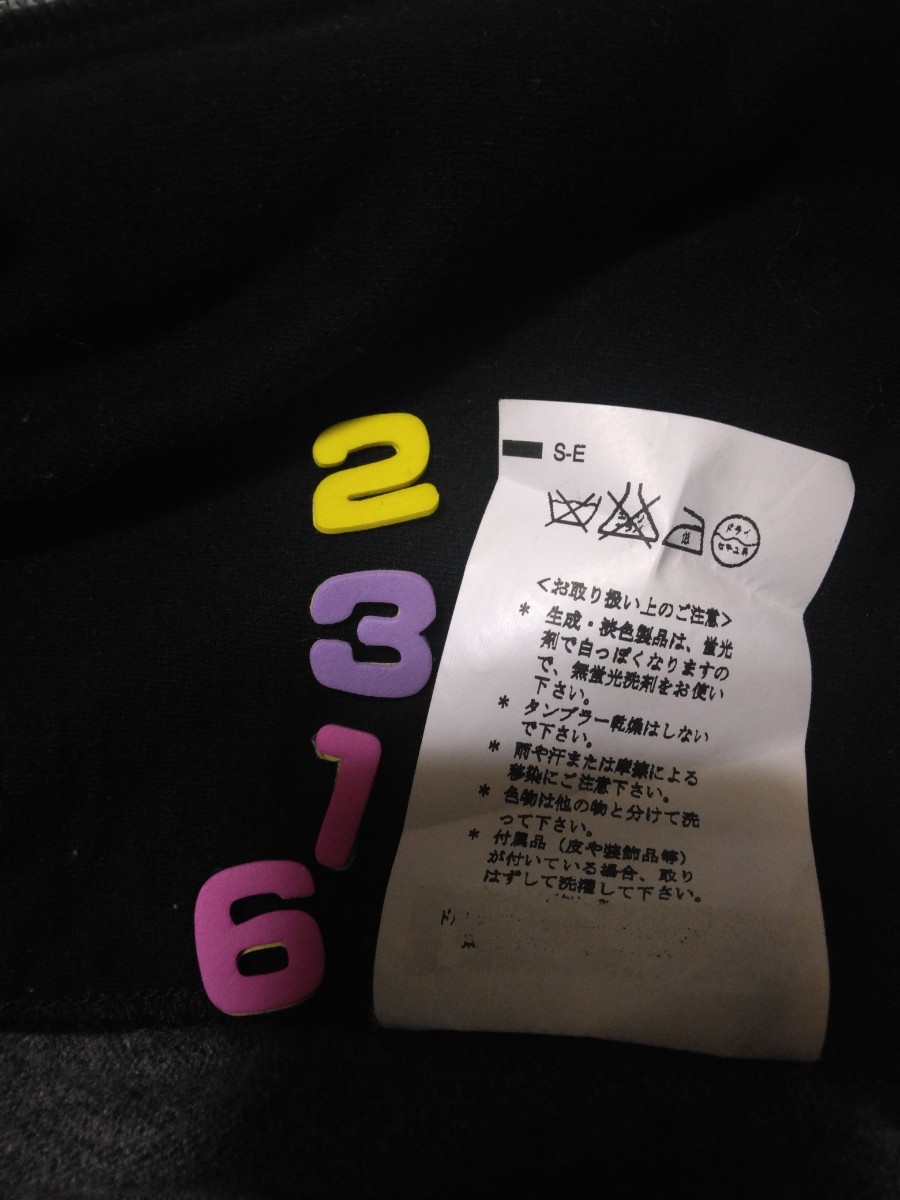 2
3
1
6
S-E
ドライ
セキユ系
<お取り扱い上のご注意>
* 生成・淡色製品は、蛍光
剤で白っぽくなりますの
で、無蛍光洗剤をお使い
下さい。
* タンブラー乾燥はしない
で下さい。
* 雨や汗または摩擦による
移染にご注意下さい。
* 色物は他の物と分けて洗
って下さい。
* 付属品（皮や装飾品等）
が付いている場合、取り
はずして洗濯して下さい。